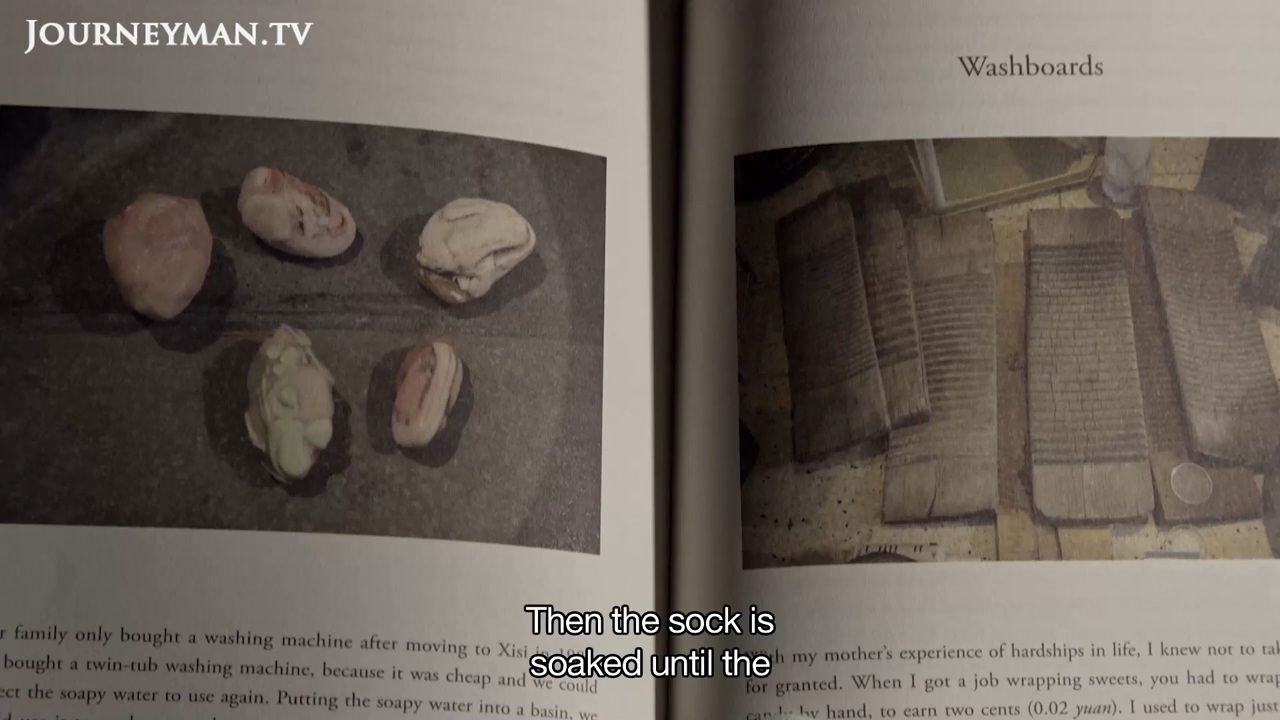 JOURNEYMAN.TV
Washboards
r family only bought a washing machine after moving to Xisi in
bought a twin-tub washing machine, because it was cheap and we could
ect the soapy water to use again. Putting the soapy water into a basin, we
my mother's experience of hardships in life, I knew not to tak
for granted. When I got a job wrapping sweets, you had to wrap
candy by hand, to earn two cents (0.02 yuan). I used to wrap just
Then the sock is
soaked until the